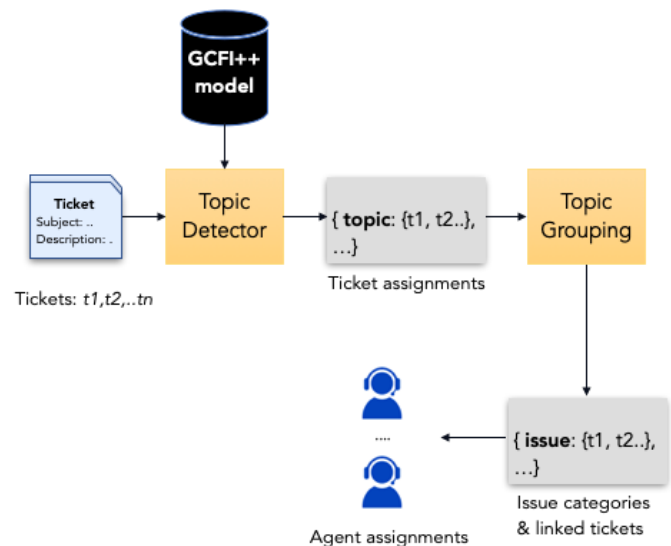 GCFI++
model
Ticket
Subject: ..
Description: .
Tickets: t1,t2,..tn
Topic
Detector
{ topic: {t1, t2..},
...}
Ticket assignments
Topic
Grouping
{ issue: {t1, t2..},
...}
Issue categories
& linked tickets
....
Agent assignments